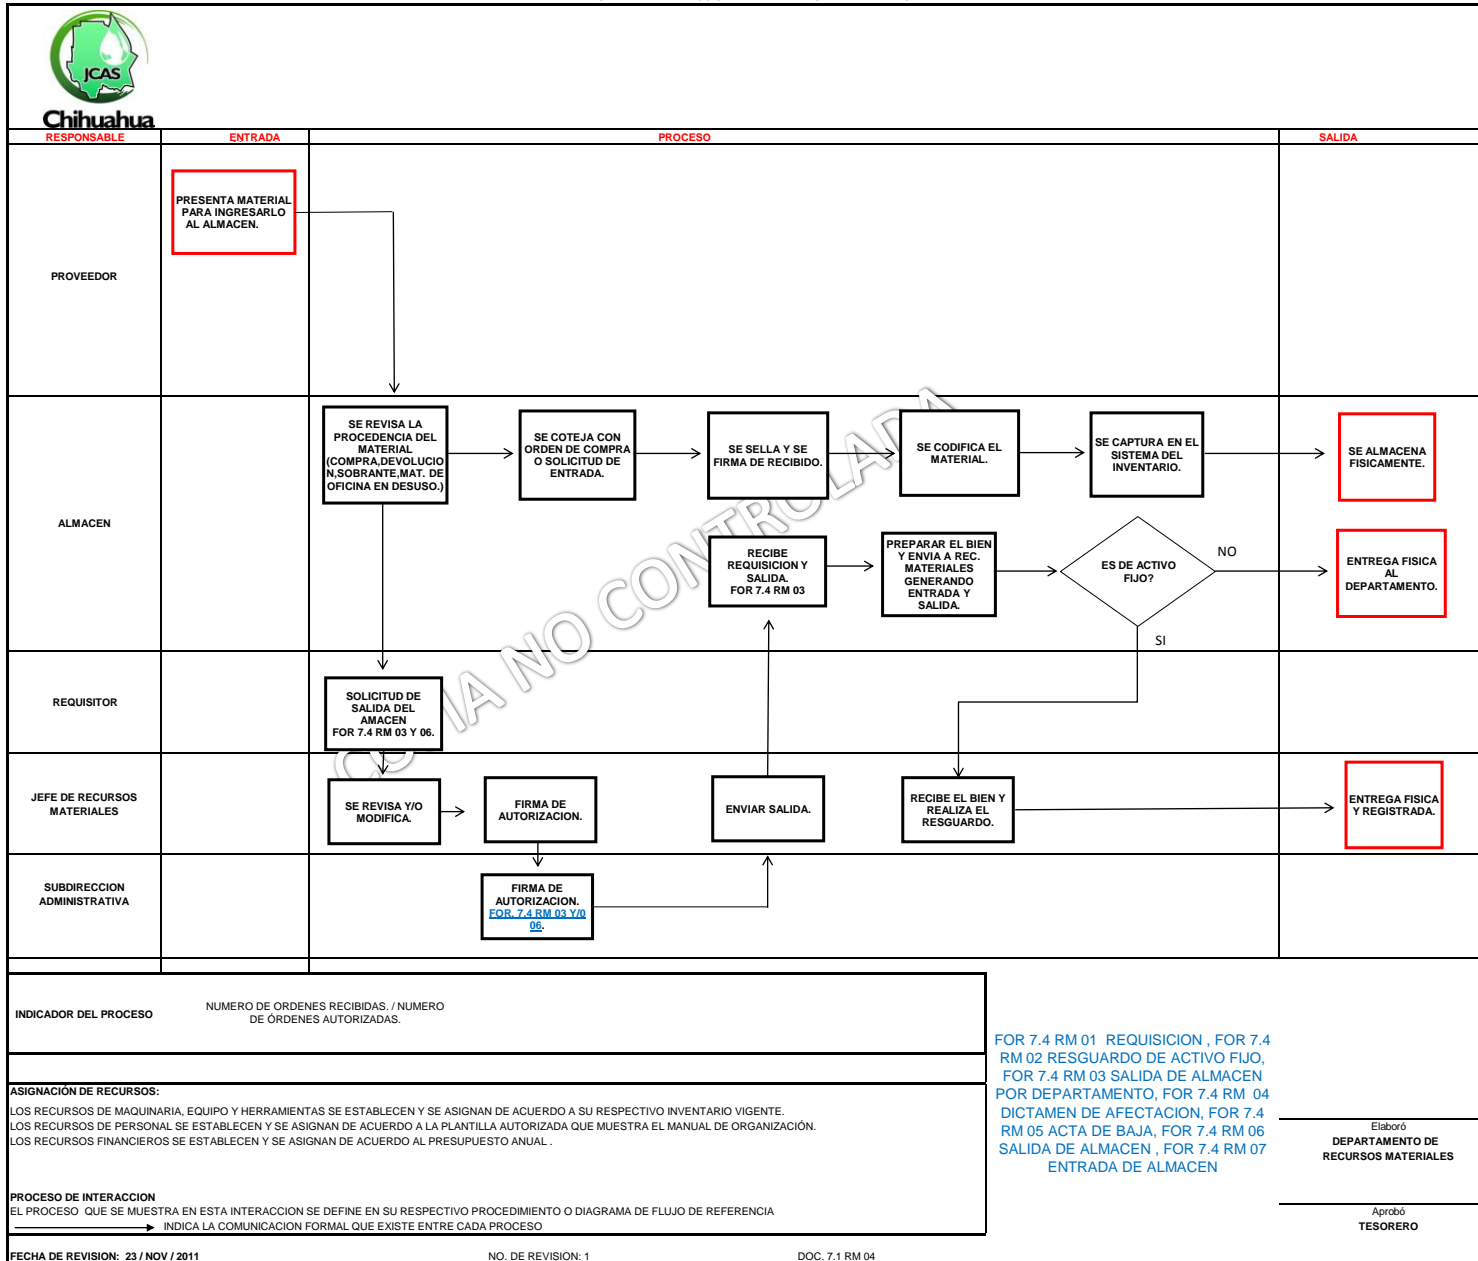 JCAS
Chihuahua
RESPONSABLE
ENTRADA
PROCESO
SALIDA
PROVEEDOR
PRESENTA MATERIAL
PARA INGRESARLO
AL ALMACEN.
ALMACEN
SE REVISA LA
PROCEDENCIA DEL
MATERIAL
(COMPRA,DEVOLUCIO
N,SOBRANTE,MAT. DE
OFICINA EN DESUSO.)
SE COTEJA CON
ORDEN DE COMPRA
O SOLICITUD DE
ENTRADA.
SE SELLA Y SE
FIRMA DE RECIBIDO.
SE CODIFICA EL
MATERIAL.
SE CAPTURA EN EL
SISTEMA DEL
INVENTARIO.
SE ALMACENA
FISICAMENTE.
RECIBE
REQUISICION Y
SALIDA.
FOR 7.4 RM 03
PREPARAR EL BIEN
Y ENVIA A REC.
MATERIALES
GENERANDO
ENTRADA Y
SALIDA.
ES DE ACTIVO
FIJO?
NO
SI
ENTREGA FISICA
AL
DEPARTAMENTO.
COPIA NO CONTROLADA
REQUISITOR
SOLICITUD DE
SALIDA DEL
AMACEN
FOR 7.4 RM 03 Y 06.
JEFE DE RECURSOS
MATERIALES
SE REVISA Y/O
MODIFICA.
FIRMA DE
AUTORIZACION.
ENVIAR SALIDA.
RECIBE EL BIEN Y
REALIZA EL
RESGUARDO.
ENTREGA FISICA
Y REGISTRADA.
SUBDIRECCION
ADMINISTRATIVA
FIRMA DE
AUTORIZACION.
FOR. 7.4 RM 03 Y/0
06.
INDICADOR DEL PROCESO
NUMERO DE ORDENES RECIBIDAS. / NUMERO
DE ÓRDENES AUTORIZADAS.
ASIGNACIÓN DE RECURSOS:
LOS RECURSOS DE MAQUINARIA, EQUIPO Y HERRAMIENTAS SE ESTABLECEN Y SE ASIGNAN DE ACUERDO A SU RESPECTIVO INVENTARIO VIGENTE.
LOS RECURSOS DE PERSONAL SE ESTABLECEN Y SE ASIGNAN DE ACUERDO A LA PLANTILLA AUTORIZADA QUE MUESTRA EL MANUAL DE ORGANIZACIÓN.
LOS RECURSOS FINANCIEROS SE ESTABLECEN Y SE ASIGNAN DE ACUERDO AL PRESUPUESTO ANUAL .
PROCESO DE INTERACCION
EL PROCESO QUE SE MUESTRA EN ESTA INTERACCION SE DEFINE EN SU RESPECTIVO PROCEDIMIENTO O DIAGRAMA DE FLUJO DE REFERENCIA
INDICA LA COMUNICACION FORMAL QUE EXISTE ENTRE CADA PROCESO
FOR 7.4 RM 01 REQUISICION , FOR 7.4
RM 02 RESGUARDO DE ACTIVO FIJO,
FOR 7.4 RM 03 SALIDA DE ALMACEN
POR DEPARTAMENTO, FOR 7.4 RM 04
DICTAMEN DE AFECTACION, FOR 7.4
RM 05 ACTA DE BAJA, FOR 7.4 RM 06
SALIDA DE ALMACEN , FOR 7.4 RM 07
ENTRADA DE ALMACEN
Elaboró
DEPARTAMENTO DE
RECURSOS MATERIALES
Aprobó
TESORERO
FECHA DE REVISION: 23 / NOV / 2011
NO. DE REVISION: 1
DOC. 7.1 RM 04